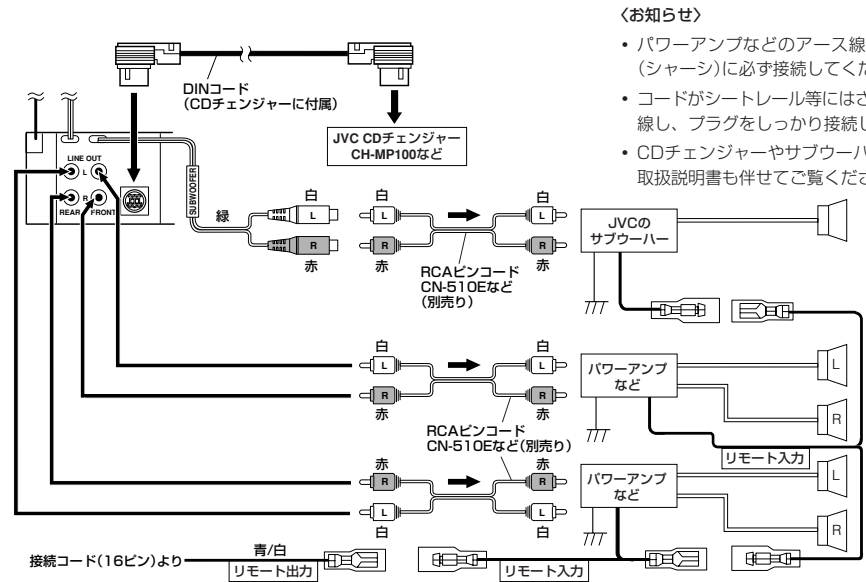 〈お知らせ〉
• パワーアンプなどのアース線
(シャーシ)に必ず接続してくだ
• コードがシートレール等にはさ
線し、プラグをしっかり接続し
• CDチェンジャーやサブウーハ
取扱説明書も併せてご覧くださ
DINコード
(CDチェンジャーに付属)
JVC CDチェンジャー
CH-MP100など
LINE OUT
L
R
REAR
FRONT
SUBWOOFER
緑
白
L
R
赤
白
L
R
赤
白
L
R
赤
RCAピンコード
CN-510Eなど
(別売り)
JVCの
サブウーハー
白
L
R
赤
白
L
R
赤
RCAピンコード
CN-510Eなど(別売り)
パワーアンプ
など
L
R
リモート入力
赤
R
L
白
赤
R
L
白
パワーアンプ
など
L
R
接続コード(16ピン)より
青/白
リモート出力
リモート入力